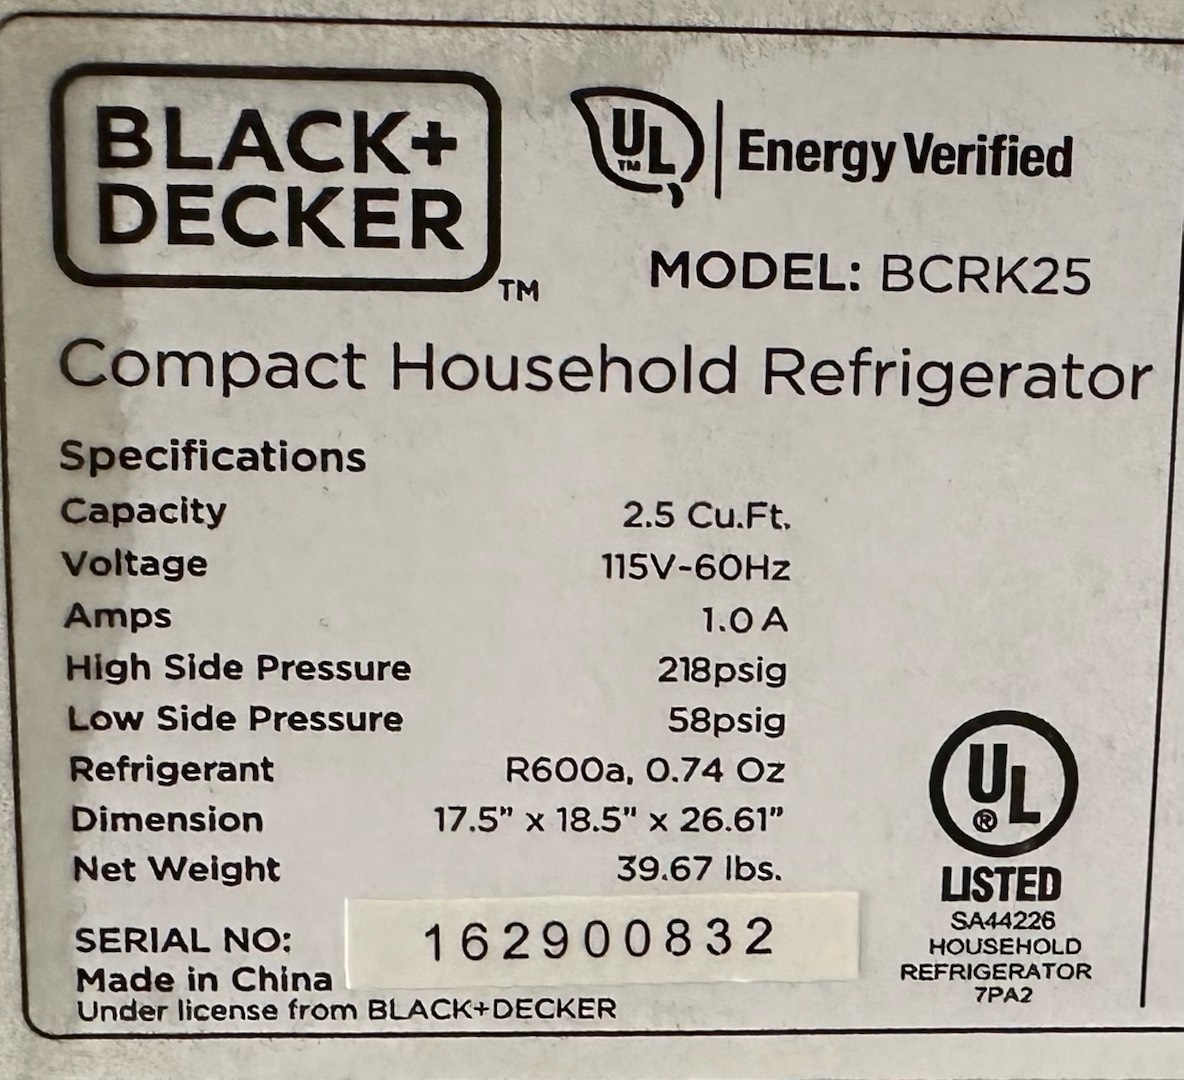 BLACK+
DECKER
TM
UL
TM
Energy Verified
MODEL: BCRK25
Compact Household Refrigerator
Specifications
Capacity 2.5 Cu.Ft.
Voltage 115V-60Hz
Amps 1.0 A
High Side Pressure 218psig
Low Side Pressure 58psig
Refrigerant R600a, 0.74 Oz
Dimension 17.5” x 18.5" x 26.61”
Net Weight 39.67 lbs.
SERIAL NO: 162900832
Made in China
Under license from BLACK+DECKER
UL
®
LISTED
SA44226
HOUSEHOLD
REFRIGERATOR
7PA2